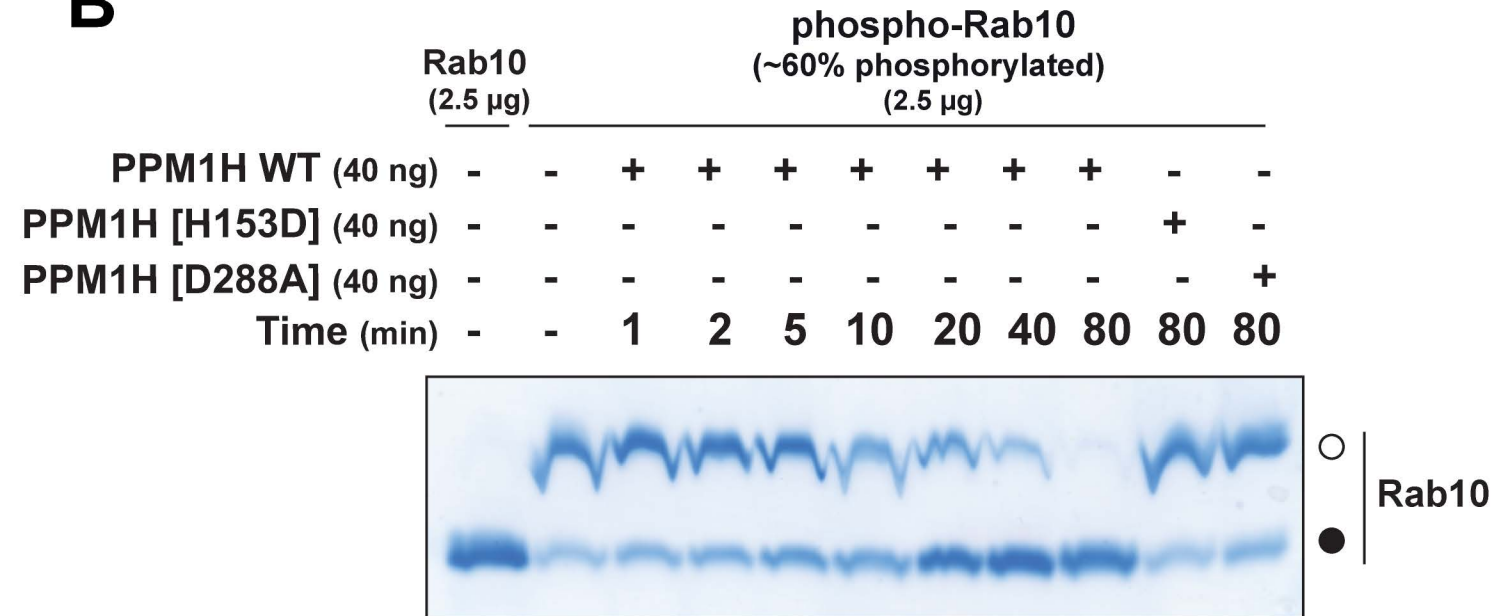 B
phospho-Rab10
Rab10 (~60% phosphorylated)
(2.5 µg) (2.5 µg)
PPM1H WT (40 ng) - - + + + + + + + - -
PPM1H [H153D] (40 ng) - - - - - - - - - + -
PPM1H [D288A] (40 ng) - - - - - - - - - - +
Time (min) - - 1 2 5 10 20 40 80 80 80
Rab10